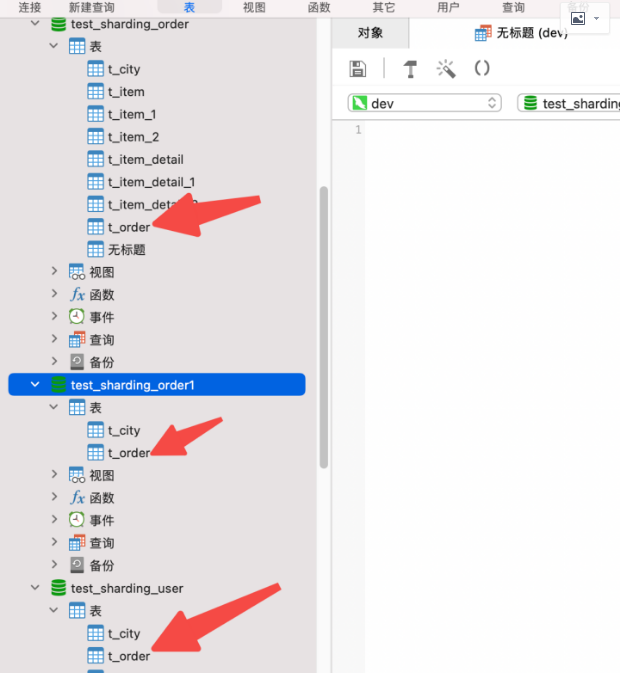 连接 新建查询 表 视图 函数 其它 用户 查询
test_sharding_order
表
t_city
t_item
t_item_1
t_item_2
t_item_detail
t_item_detail_1
t_order
无标题
视图
函数
事件
查询
备份
test_sharding_order1
表
t_city
t_order
视图
函数
事件
查询
备份
test_sharding_user
表
t_city
t_order
对象
无标题 (dev)
dev
test_sharding
1